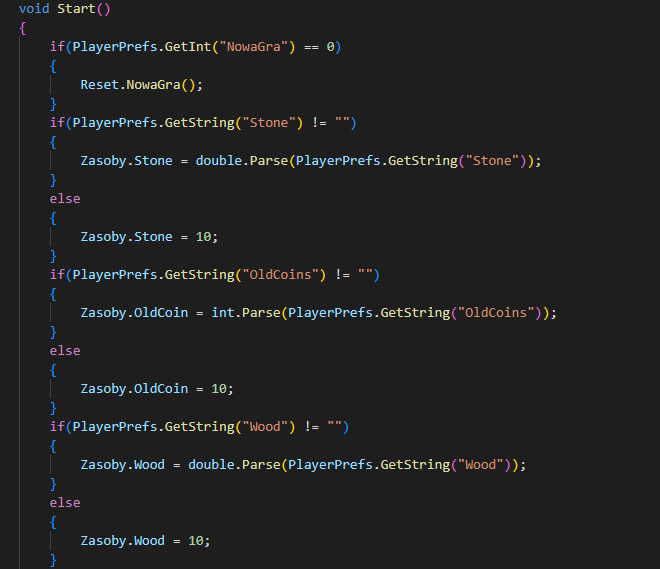 void Start()
{
if(PlayerPrefs.GetInt("NowaGra") == 0)
{
Reset.NowaGra();
}
if(PlayerPrefs.GetString("Stone") != "")
{
Zasoby.Stone = double.Parse(PlayerPrefs.GetString("Stone"));
}
else
{
Zasoby.Stone = 10;
}
if(PlayerPrefs.GetString("OldCoins") != "")
{
Zasoby.OldCoin = int.Parse(PlayerPrefs.GetString("OldCoins"));
}
else
{
Zasoby.OldCoin = 10;
}
if(PlayerPrefs.GetString("Wood") != "")
{
Zasoby.Wood = double.Parse(PlayerPrefs.GetString("Wood"));
}
else
{
Zasoby.Wood = 10;
}